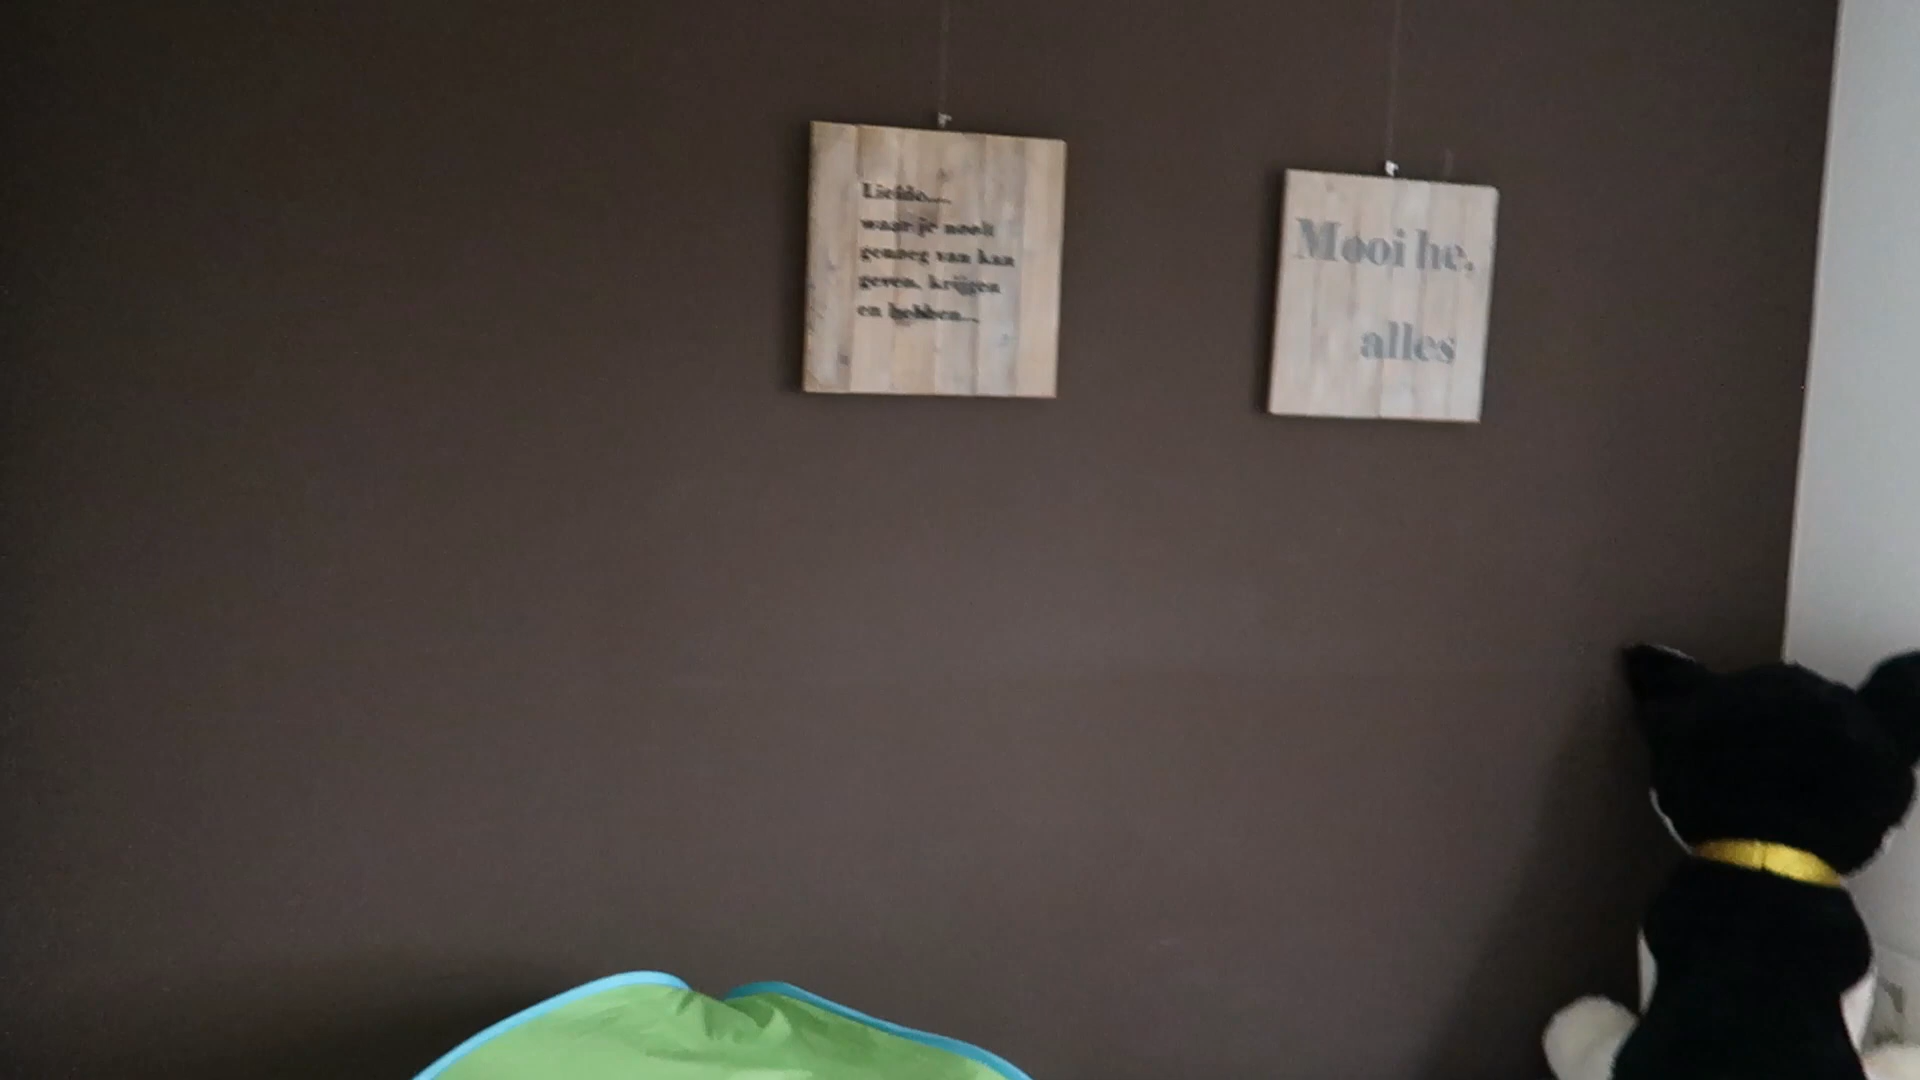 Liefde....
waar je nooit
genoeg van kan
geven, krijgen
en hebben...
Mooi he.
alles